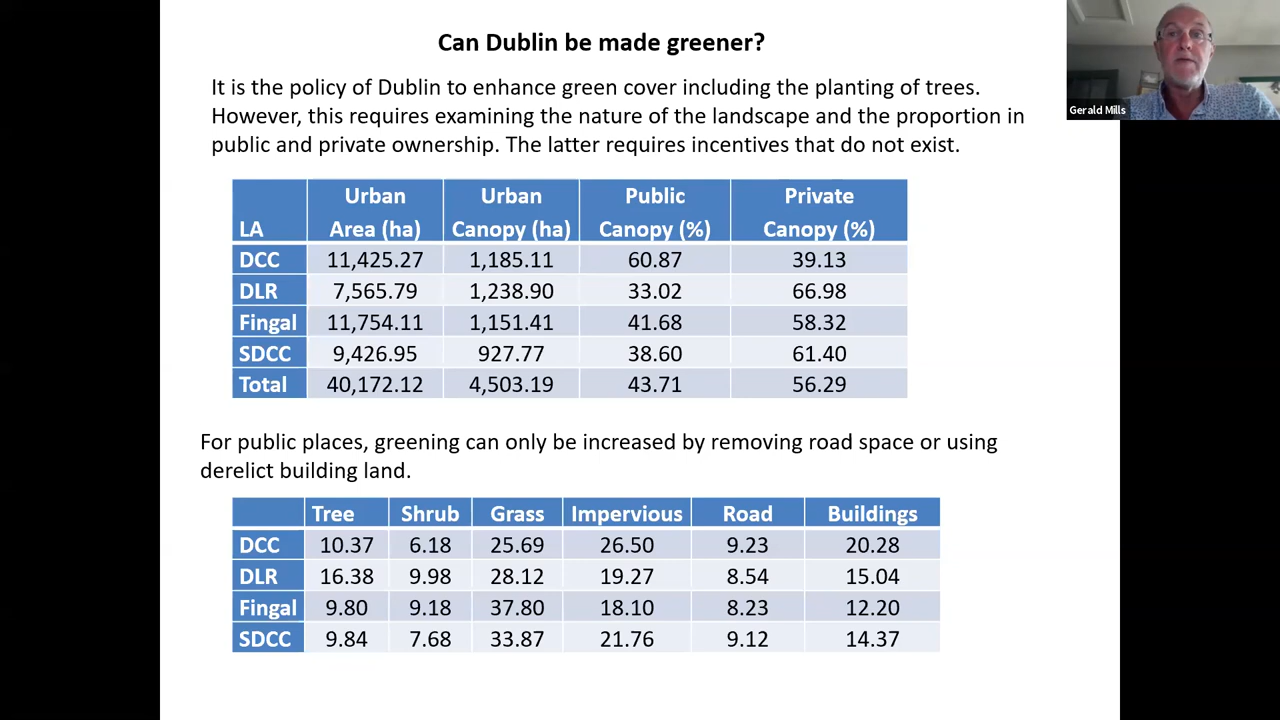 Can Dublin be made greener?
It is the policy of Dublin to enhance green cover including the planting of trees.
However, this requires examining the nature of the landscape and the proportion in
public and private ownership. The latter requires incentives that do not exist.
Gerald Mills
LA Urban Area (ha) Urban Canopy (ha) Public Canopy (%) Private Canopy (%)
DCC 11,425.27 1,185.11 60.87 39.13
DLR 7,565.79 1,238.90 33.02 66.98
Fingal 11,754.11 1,151.41 41.68 58.32
SDCC 9,426.95 927.77 38.60 61.40
Total 40,172.12 4,503.19 43.71 56.29
For public places, greening can only be increased by removing road space or using
derelict building land.
Tree Shrub Grass Impervious Road Buildings
DCC 10.37 6.18 25.69 26.50 9.23 20.28
DLR 16.38 9.98 28.12 19.27 8.54 15.04
Fingal 9.80 9.18 37.80 18.10 8.23 12.20
SDCC 9.84 7.68 33.87 21.76 9.12 14.37